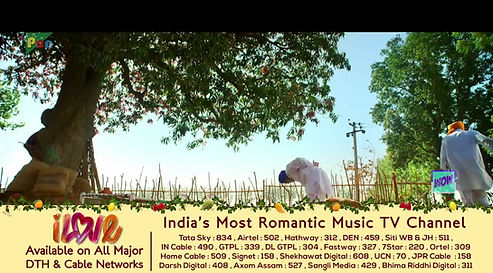 Pen
WOW
iLOVE
India's Most Romantic Music TV Channel
Available on All Major
DTH & Cable Networks
Tata Sky : 834 , Airtel : 502 , Hathway : 312 , DEN : 459 , Siti WB & JH : 511 ,
IN Cable : 490 , GTPL : 339 , DL GTPL : 304 , Fastway : 327 , 7Star : 220 , Ortel : 309
Home Cable : 509 , Signet : 158 , Shekhawat Digital : 608, UCN : 70 , JPR Cable : 158
Darsh Digital : 408 , Axom Assam : 527 , Sangli Media : 429 , Bhima Riddhi Digital : 311